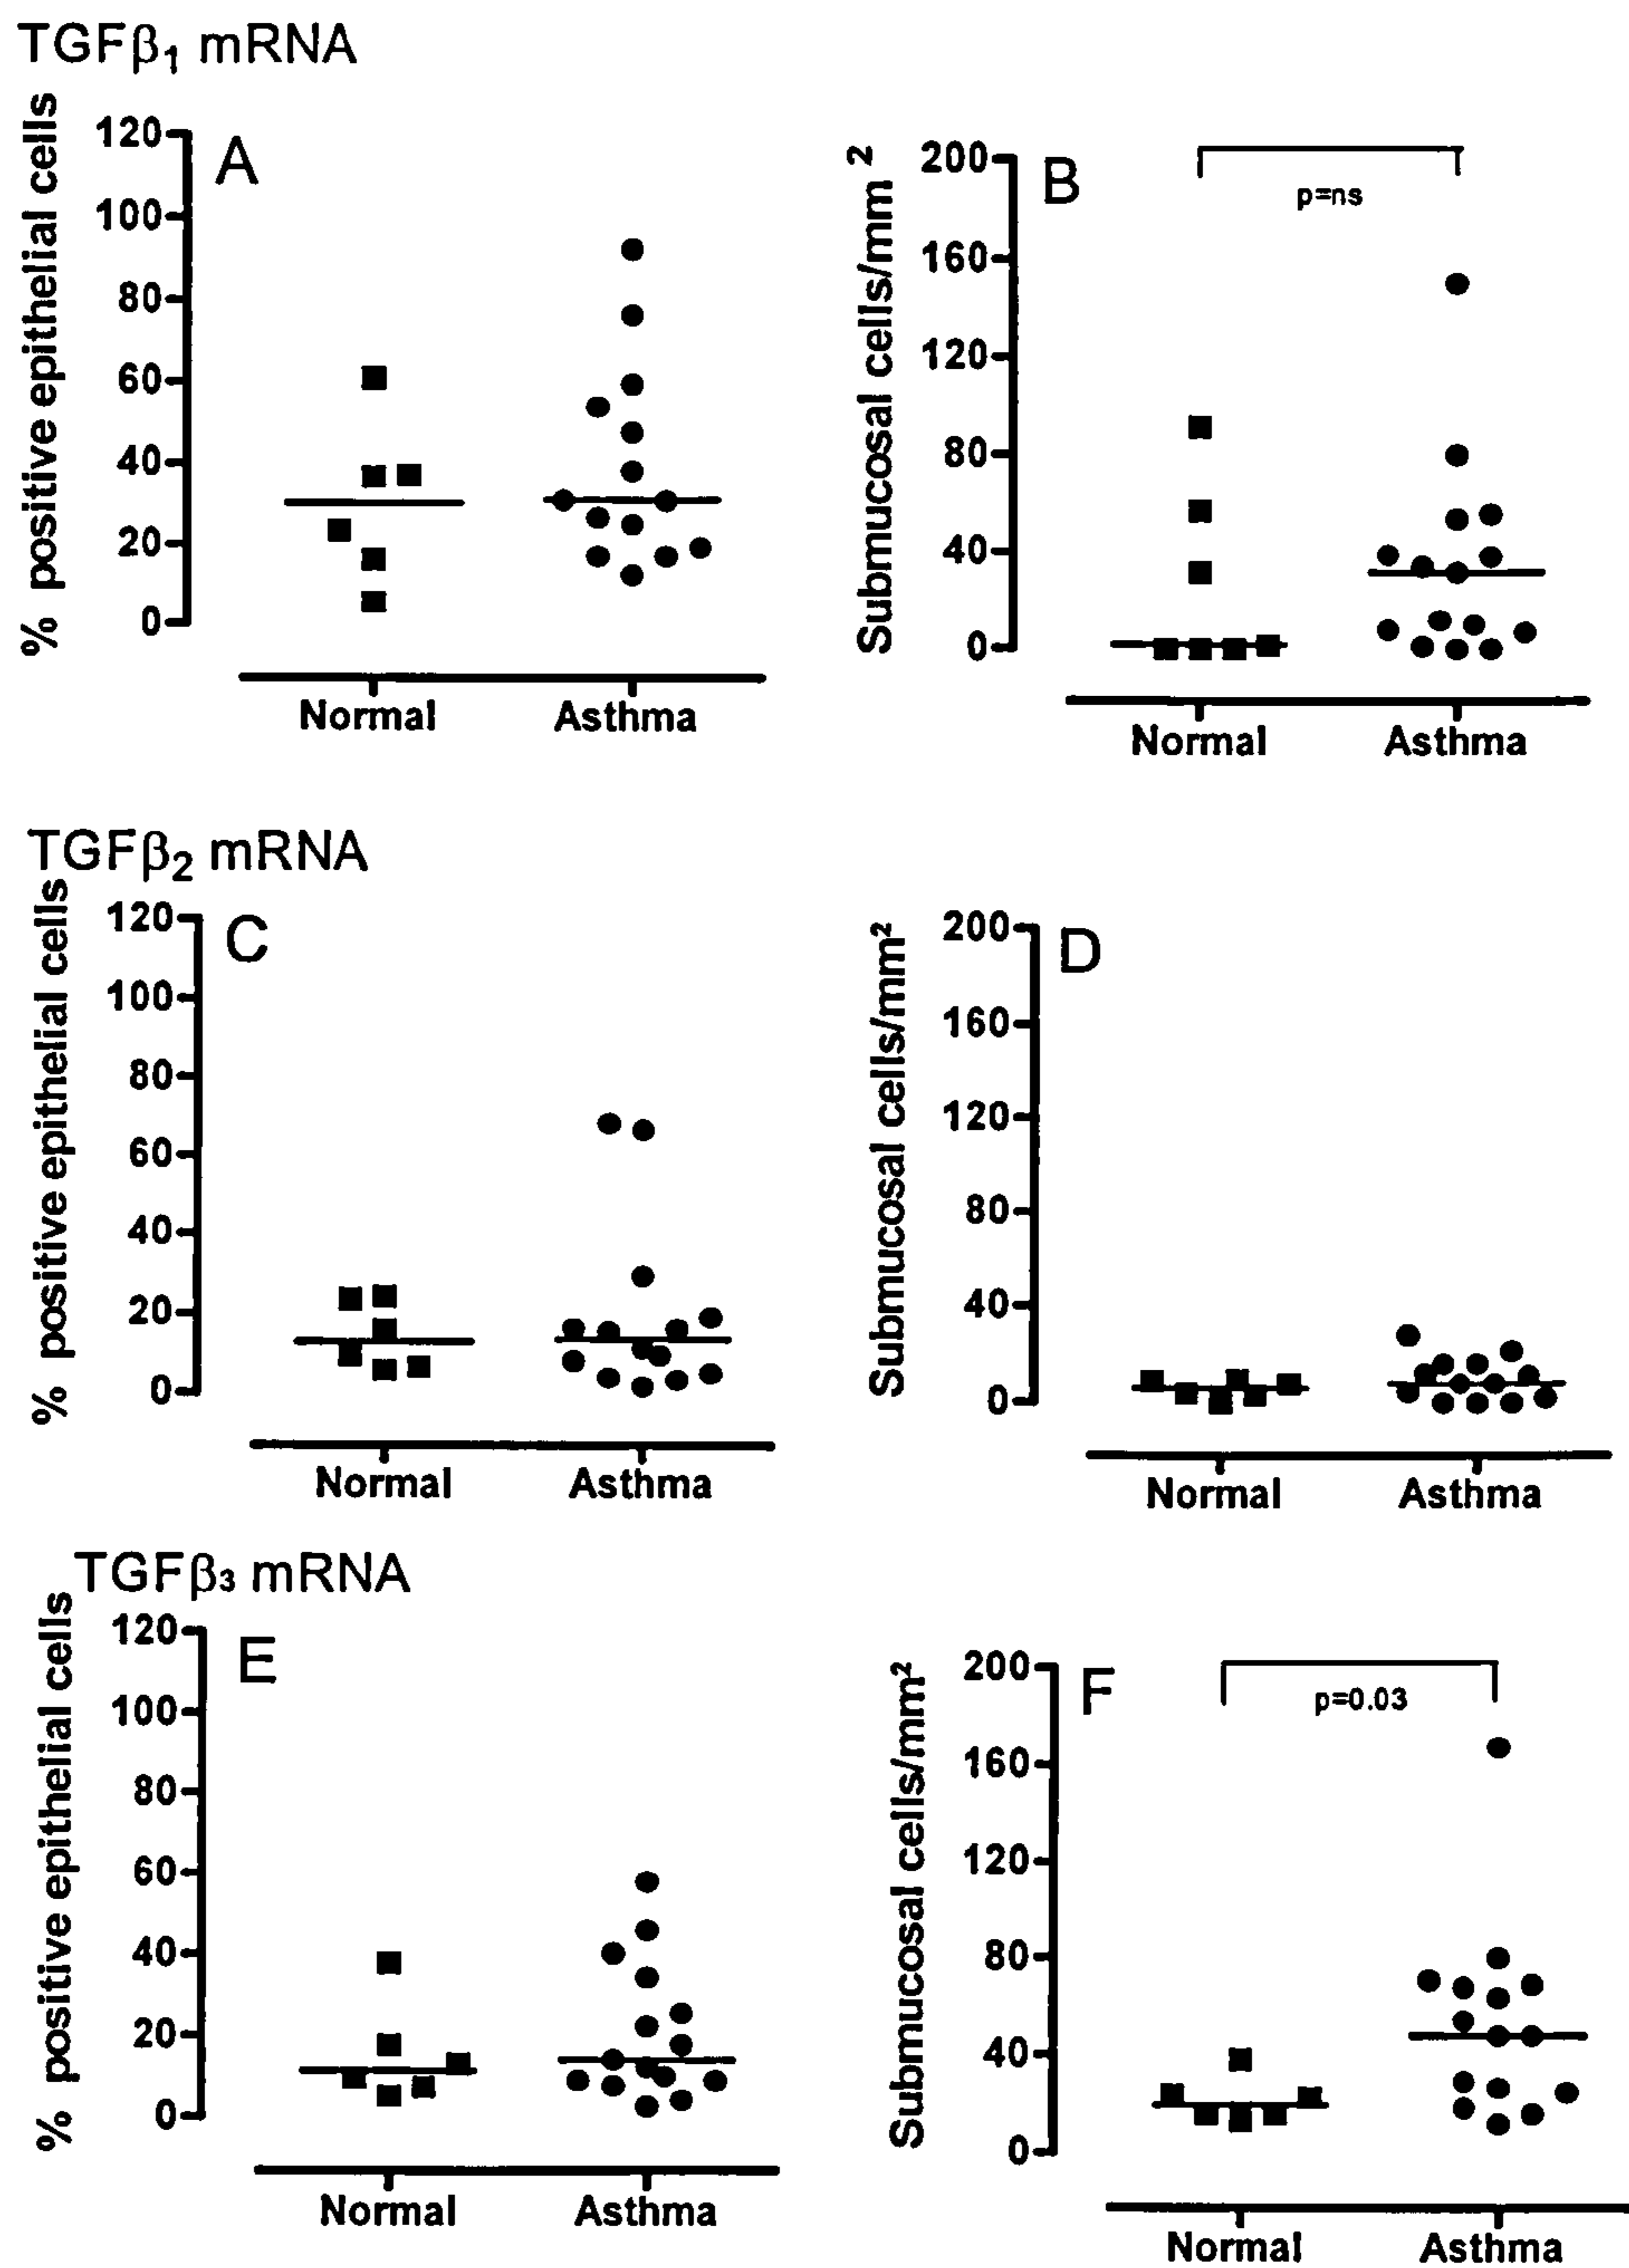 TGFβ₁ mRNA
% positive epithelial cells
120
100
80
60
40
20
0
A
Normal
Asthma
Submucosal cells/mm ²
200
160
120
80
40
0
B
p=ns
Normal
Asthma
TGFβ₂ mRNA
% positive epithelial cells
120
100
80
60
40
20
0
C
Normal
Asthma
Submucosal cells/mm²
200
160
120
80
40
0
D
Normal
Asthma
TGFβ₃ mRNA
% positive epithelial cells
120
100
80
60
40
20
0
E
Normal
Asthma
Submucosal cells/mm²
200
160
120
80
40
0
F
p=0.03
Normal
Asthma